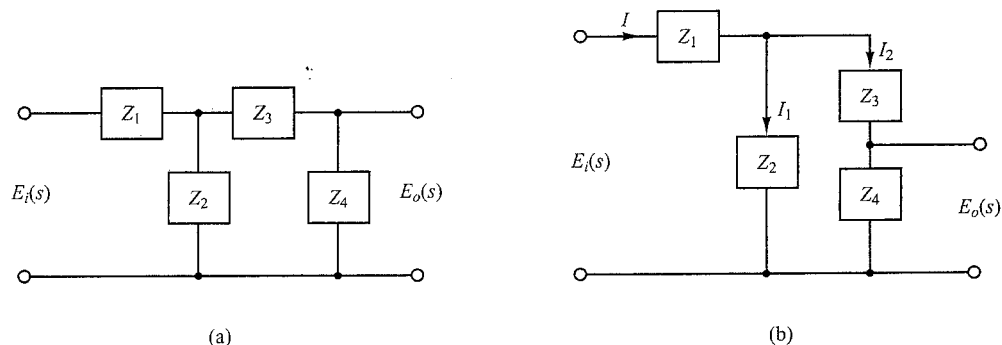 Z1
Z3
Ei(s)
Z2
Z4
Eo(s)
(a)
I
Z1
I2
Z3
I1
Ei(s)
Z2
Z4
Eo(s)
(b)